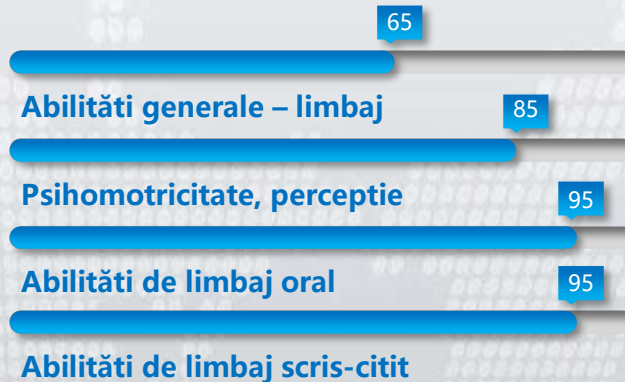 65
Abilităti generale – limbaj
85
Psihomotricitate, perceptie
95
Abilităti de limbaj oral
95
Abilităti de limbaj scris-citit